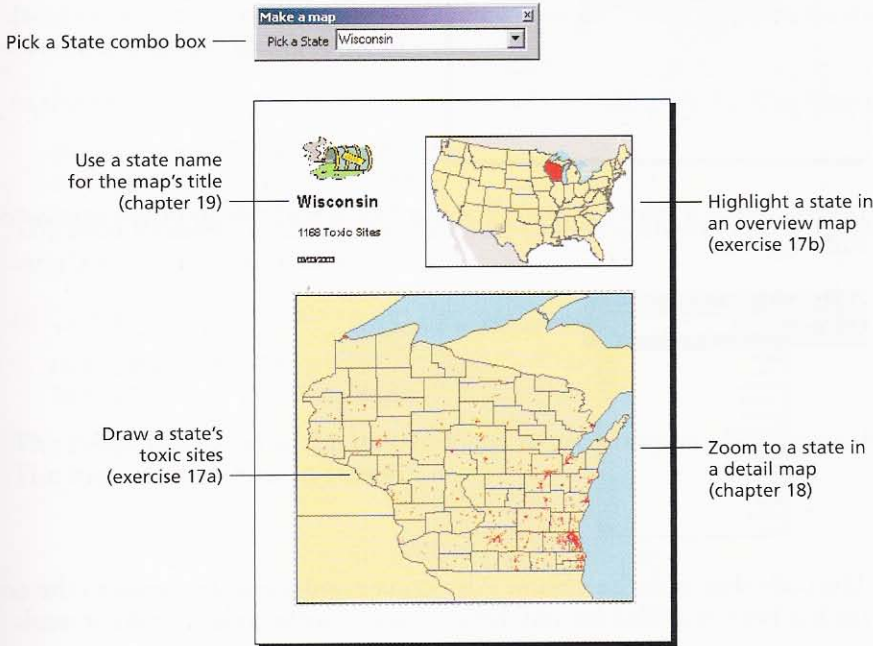 Make a map
Pick a State combo box
Pick a State
Wisconsin
Use a state name
for the map's title
(chapter 19)
Wisconsin
1168 Toxic Sites
Highlight a state in
an overview map
(exercise 17b)
Draw a state's
toxic sites
(exercise 17a)
Zoom to a state in
a detail map
(chapter 18)